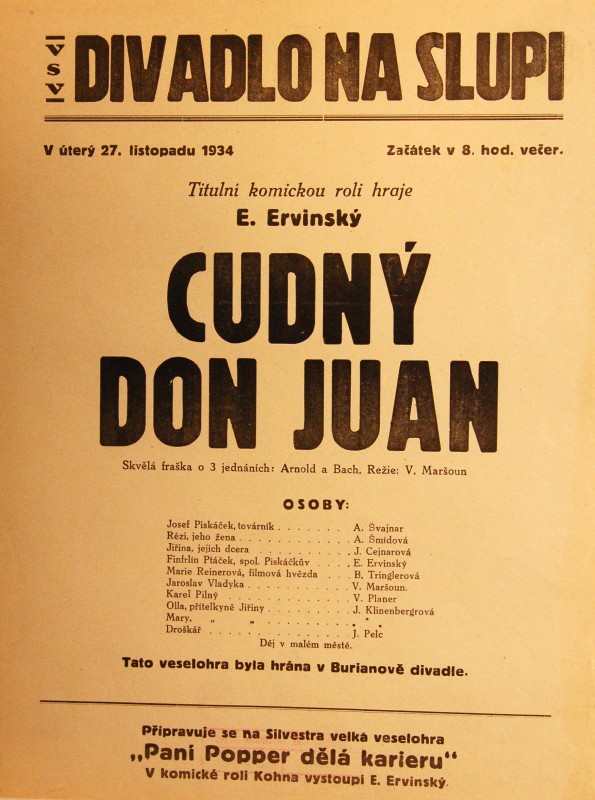 VSV DIVADLO NA SLUPI
V úterý 27. listopadu 1934 Začátek v 8. hod. večer.
Titulní komickou roli hraje
E. Ervinský
CUDNÝ
DON JUAN
Skvělá fraška o 3 jednáních: Arnold a Bach, Režie: V. Maršoun
OSOBY:
Josef Piskáček, továrník . . . . . . . A. Švajnar
Rézi, jeho žena . . . . . . . . . . . . A. Šmídová
Jiřina, jejich dcera . . . . . . . . . . J. Cejnarová
Finfrlín Ptáček, spol. Piskáčkův . . . . E. Ervinský
Marie Reinerová, filmová hvězda . . . B. Tringlerová
Jaroslav Vladyka . . . . . . . . . . . V. Maršoun.
Karel Pilný . . . . . . . . . . . . . . V. Planer
Olla, přítelkyně Jiřiny . . . . . . . . . J. Klinenbergrová
Mary, „ „ . . . . . . . . . * * *
Drožkář . . . . . . . . . . . . . . . J. Pelc
Děj v malém městě.
Tato veselohra byla hrána v Burianově divadle.
Připravuje se na Silvestra velká veselohra
„Paní Popper dělá karieru“
V komické roli Kohna vystoupí E. Ervinský.